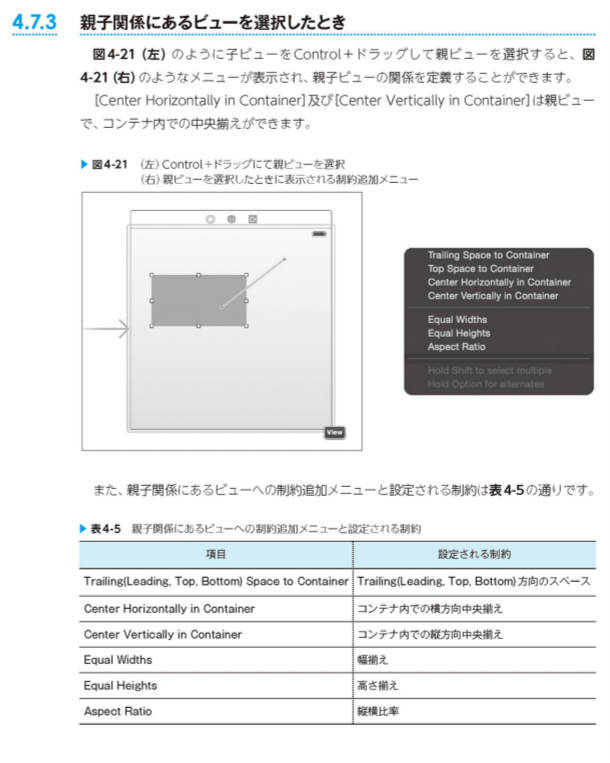 4.7.3 親子関係にあるビューを選択したとき
図4-21（左）のように子ビューをControl＋ドラッグして親ビューを選択すると、図
4-21（右）のようなメニューが表示され、親子ビューの関係を定義することができます。
[Center Horizontally in Container]及び[Center Vertically in Container]は親ビュー
で、コンテナ内での中央揃えができます。
図4-21 （左）Control＋ドラッグにて親ビューを選択
（右）親ビューを選択したときに表示される制約追加メニュー
Trailing Space to Container
Top Space to Container
Center Horizontally in Container
Center Vertically in Container
Equal Widths
Equal Heights
Aspect Ratio
Hold Shift to select multiple
Hold Option for alternates
View
また、親子関係にあるビューへの制約追加メニューと設定される制約は表4-5の通りです。
表4-5 親子関係にあるビューへの制約追加メニューと設定される制約
項目 設定される制約
Trailing(Leading, Top, Bottom) Space to Container Trailing(Leading, Top, Bottom)方向のスペース
Center Horizontally in Container コンテナ内での横方向中央揃え
Center Vertically in Container コンテナ内での縦方向中央揃え
Equal Widths 幅揃え
Equal Heights 高さ揃え
Aspect Ratio 縦横比率